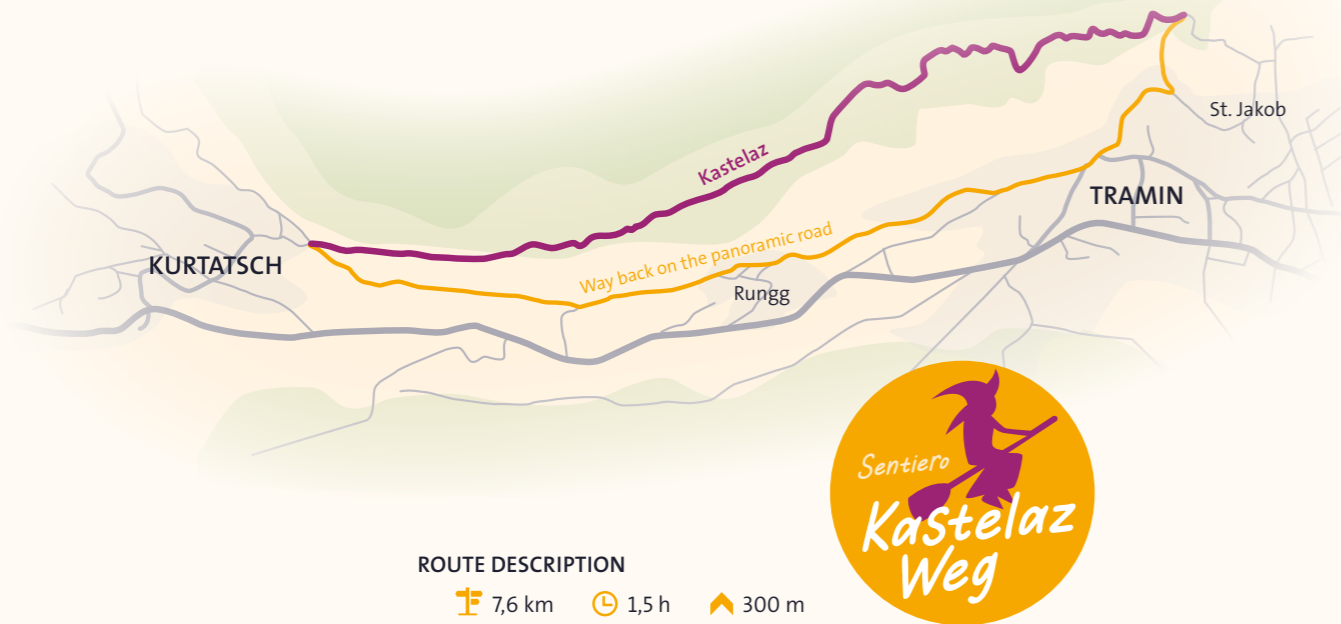 St. Jakob
Kastelaz
TRAMIN
Way back on the panoramic road
KURTATSCH
Rungg
Sentiero
Kastelaz
Weg
ROUTE DESCRIPTION
7,6 km 1,5 h 300 m